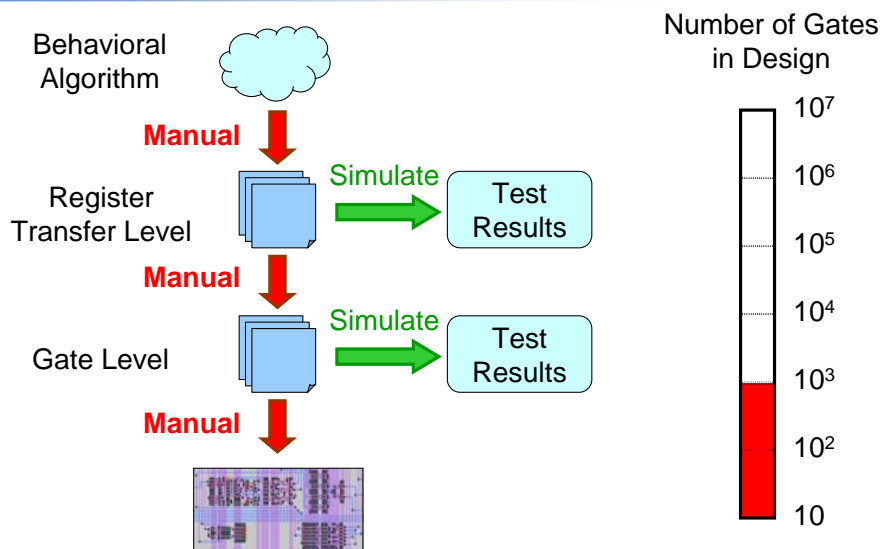 Behavioral
Algorithm
Manual
Register
Transfer Level
Simulate
Test
Results
Manual
Gate Level
Simulate
Test
Results
Manual
Number of Gates
in Design
10⁷
10⁶
10⁵
10⁴
10³
10²
10